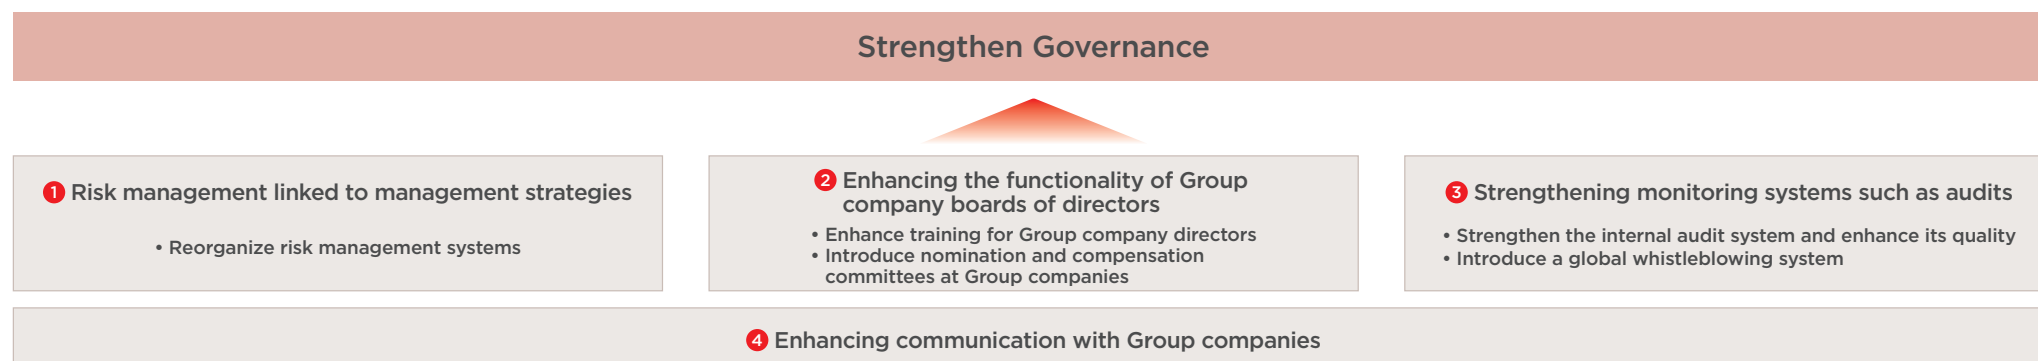 Strengthen Governance
1 Risk management linked to management strategies
• Reorganize risk management systems
2 Enhancing the functionality of Group
company boards of directors
• Enhance training for Group company directors
• Introduce nomination and compensation
committees at Group companies
3 Strengthening monitoring systems such as audits
• Strengthen the internal audit system and enhance its quality
• Introduce a global whistleblowing system
4 Enhancing communication with Group companies